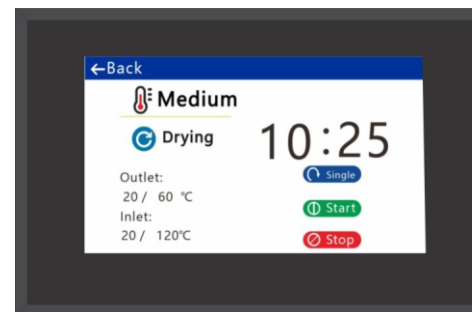 ←Back
Medium
Drying
10:25
Outlet:
20 / 60 ℃
Inlet:
20 / 120℃
Single
Start
Stop